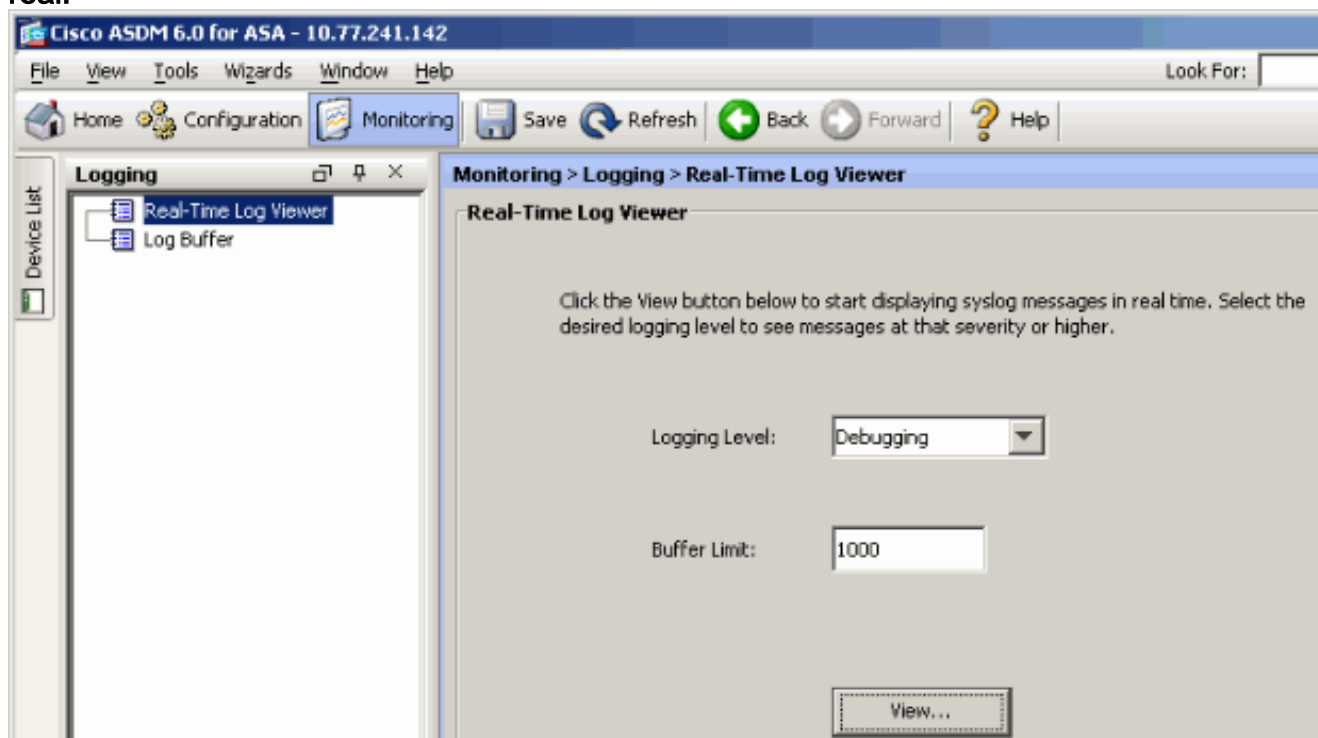 Cisco ASDM 6.0 for ASA - 10.77.241.142
File View Tools Wizards Window Help Look For:
Home Configuration Monitoring Save Refresh Back Forward Help
Device List
Logging
Real-Time Log Viewer
Log Buffer
Monitoring > Logging > Real-Time Log Viewer
Real-Time Log Viewer
Click the View button below to start displaying syslog messages in real time. Select the
desired logging level to see messages at that severity or higher.
Logging Level: Debugging
Buffer Limit: 1000
View...